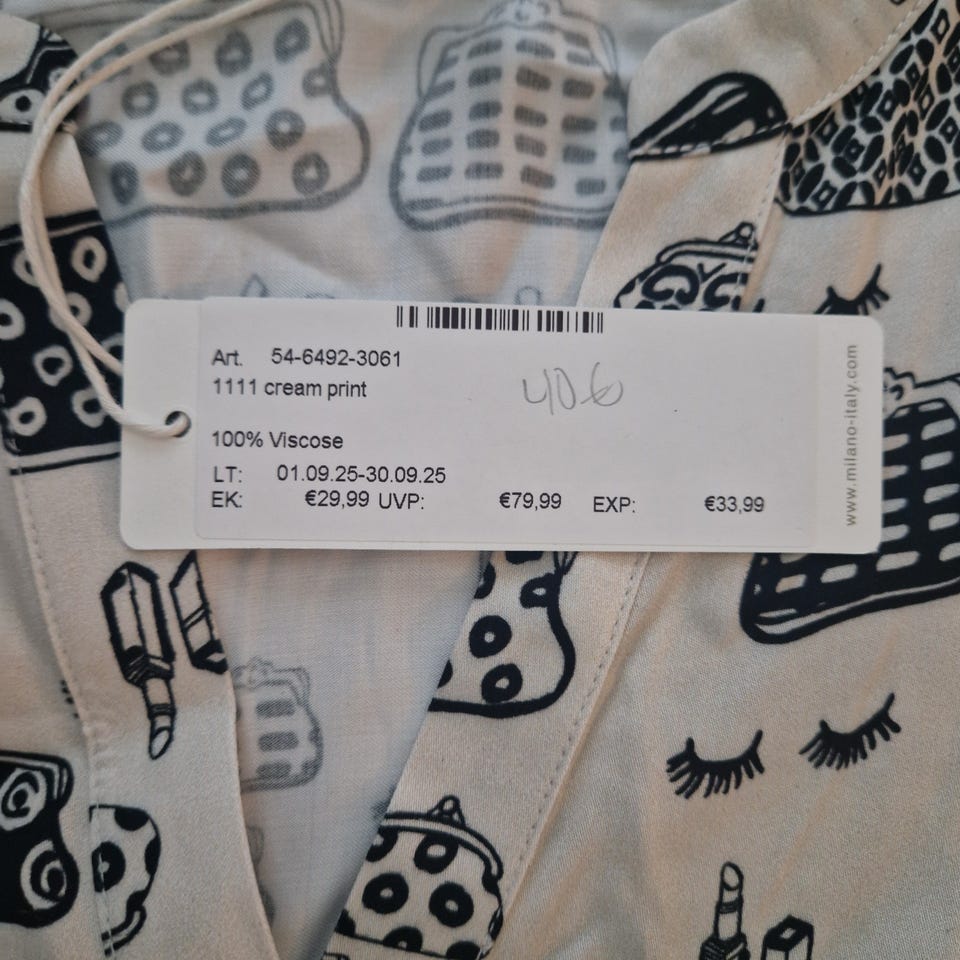 Art. 54-6492-3061
1111 cream print
100% Viscose
LT: 01.09.25-30.09.25
EK: €29,99 UVP: €79,99 EXP: €33,99
www.milano-italy.com